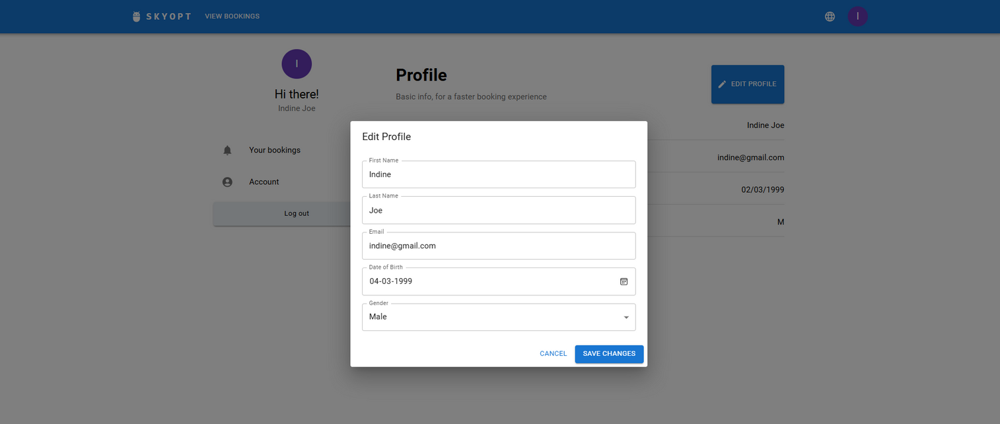 SKYOPT
VIEW BOOKINGS
I
I
Hi there!
Indine Joe
Your bookings
Account
Log out
Profile
Basic info, for a faster booking experience
EDIT PROFILE
Indine Joe
indine@gmail.com
02/03/1999
M
Edit Profile
First Name
Indine
Last Name
Joe
Email
indine@gmail.com
Date of Birth
04-03-1999
Gender
Male
CANCEL
SAVE CHANGES